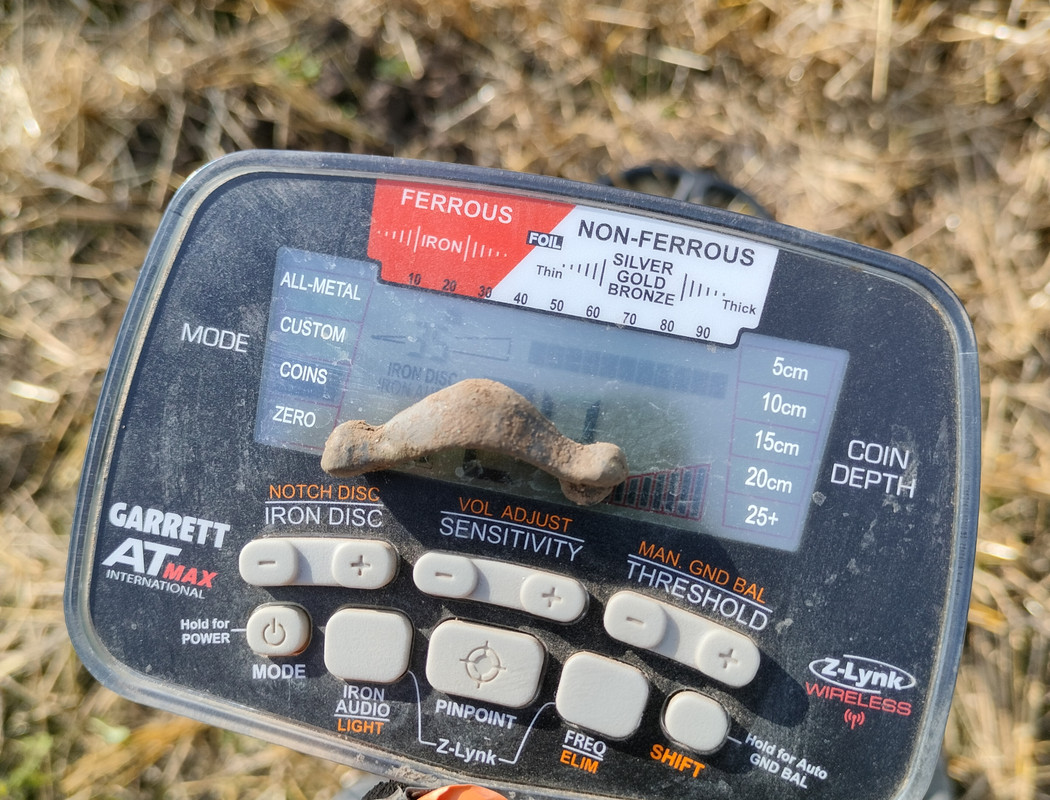 FERROUS
IRON
10 20 30
FOIL
NON-FERROUS
Thin
SILVER
GOLD
BRONZE
Thick
40 50 60 70 80 90
MODE
ALL-METAL
CUSTOM
COINS
ZERO
IRON DISC
5cm
10cm
15cm
20cm
25+
COIN
DEPTH
GARRETT
AT MAX
INTERNATIONAL
NOTCH DISC
IRON DISC
VOL ADJUST
SENSITIVITY
MAN. GND BAL
THRESHOLD
- +
- +
- +
Hold for
POWER
MODE
IRON
AUDIO
LIGHT
PINPOINT
Z-Lynk
FREQ
ELIM
SHIFT
Hold for Auto
GND BAL
Z-Lynk
WIRELESS